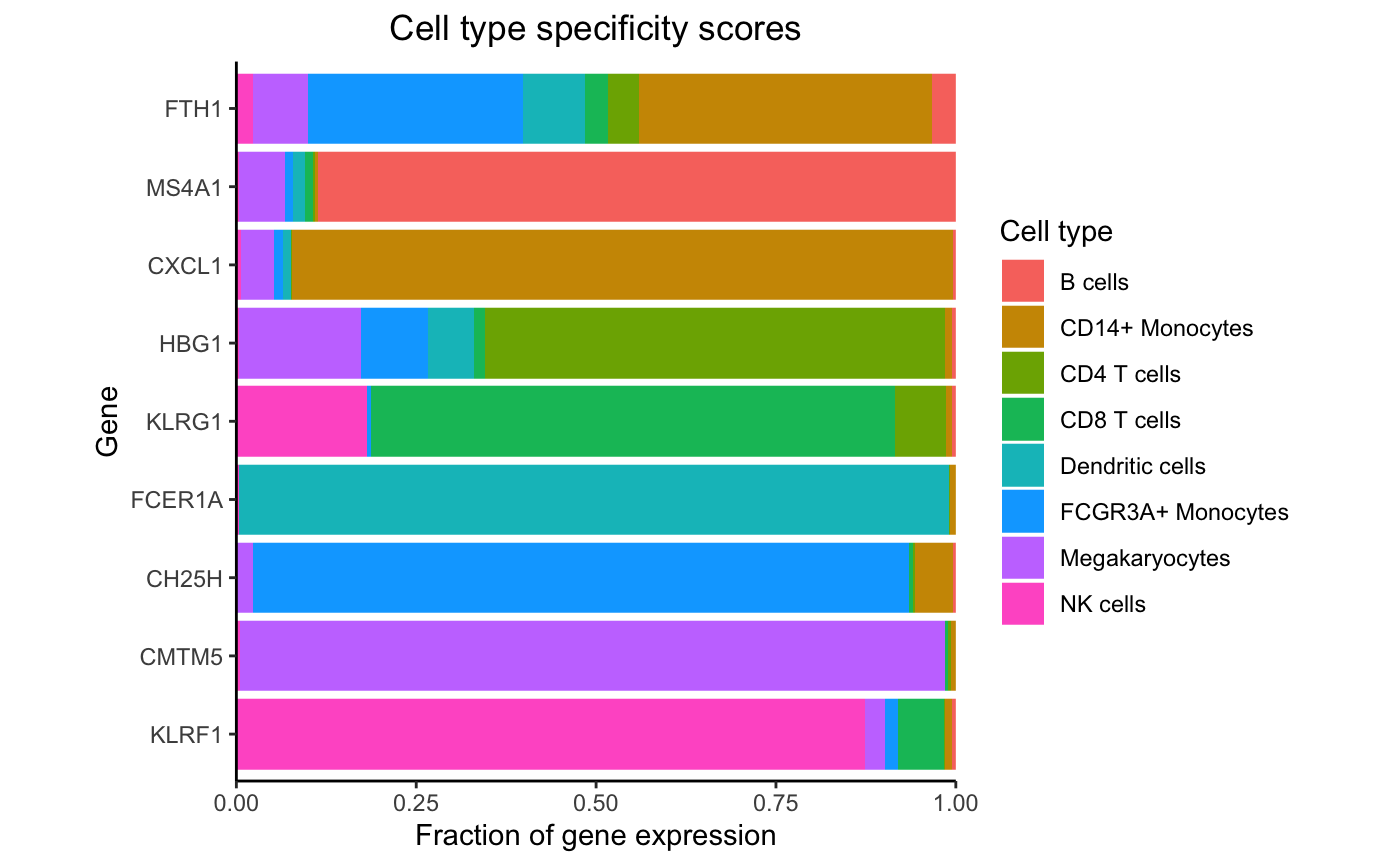 Cell type specificity scores
Gene
FTH1
MS4A1
CXCL1
HBG1
KLRG1
FCER1A
CH25H
CMTM5
KLRF1
0.00 0.25 0.50 0.75 1.00
Fraction of gene expression
Cell type
B cells
CD14+ Monocytes
CD4 T cells
CD8 T cells
Dendritic cells
FCGR3A+ Monocytes
Megakaryocytes
NK cells